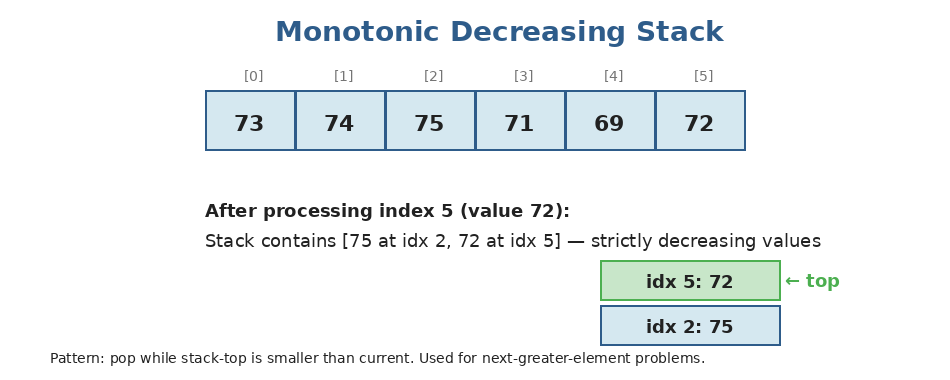 Monotonic Decreasing Stack
[0] [1] [2] [3] [4] [5]
73 74 75 71 69 72
After processing index 5 (value 72):
Stack contains [75 at idx 2, 72 at idx 5] — strictly decreasing values
idx 5: 72 ← top
idx 2: 75
Pattern: pop while stack-top is smaller than current. Used for next-greater-element problems.